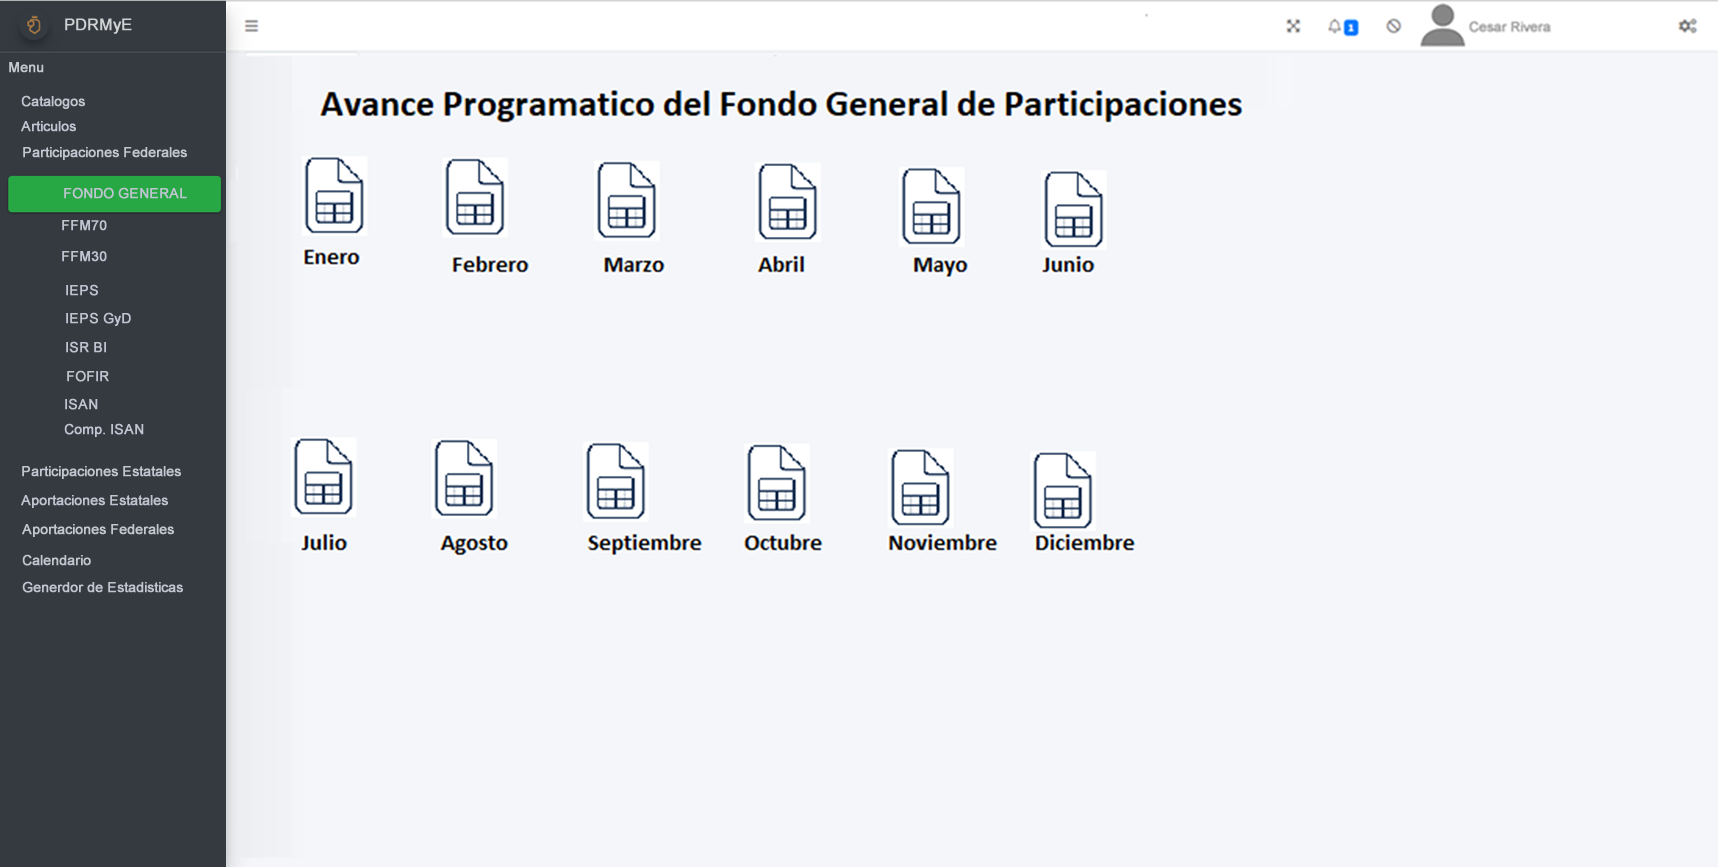 PDRMyE
Menu
Catalogos
Articulos
Participaciones Federales
FONDO GENERAL
FFM70
FFM30
IEPS
IEPS GyD
ISR BI
FOFIR
ISAN
Comp. ISAN
Participaciones Estatales
Aportaciones Estatales
Aportaciones Federales
Calendario
Generdor de Estadisticas
1
Cesar Rivera
Avance Programatico del Fondo General de Participaciones
Enero Febrero Marzo Abril Mayo Junio
Julio Agosto Septiembre Octubre Noviembre Diciembre